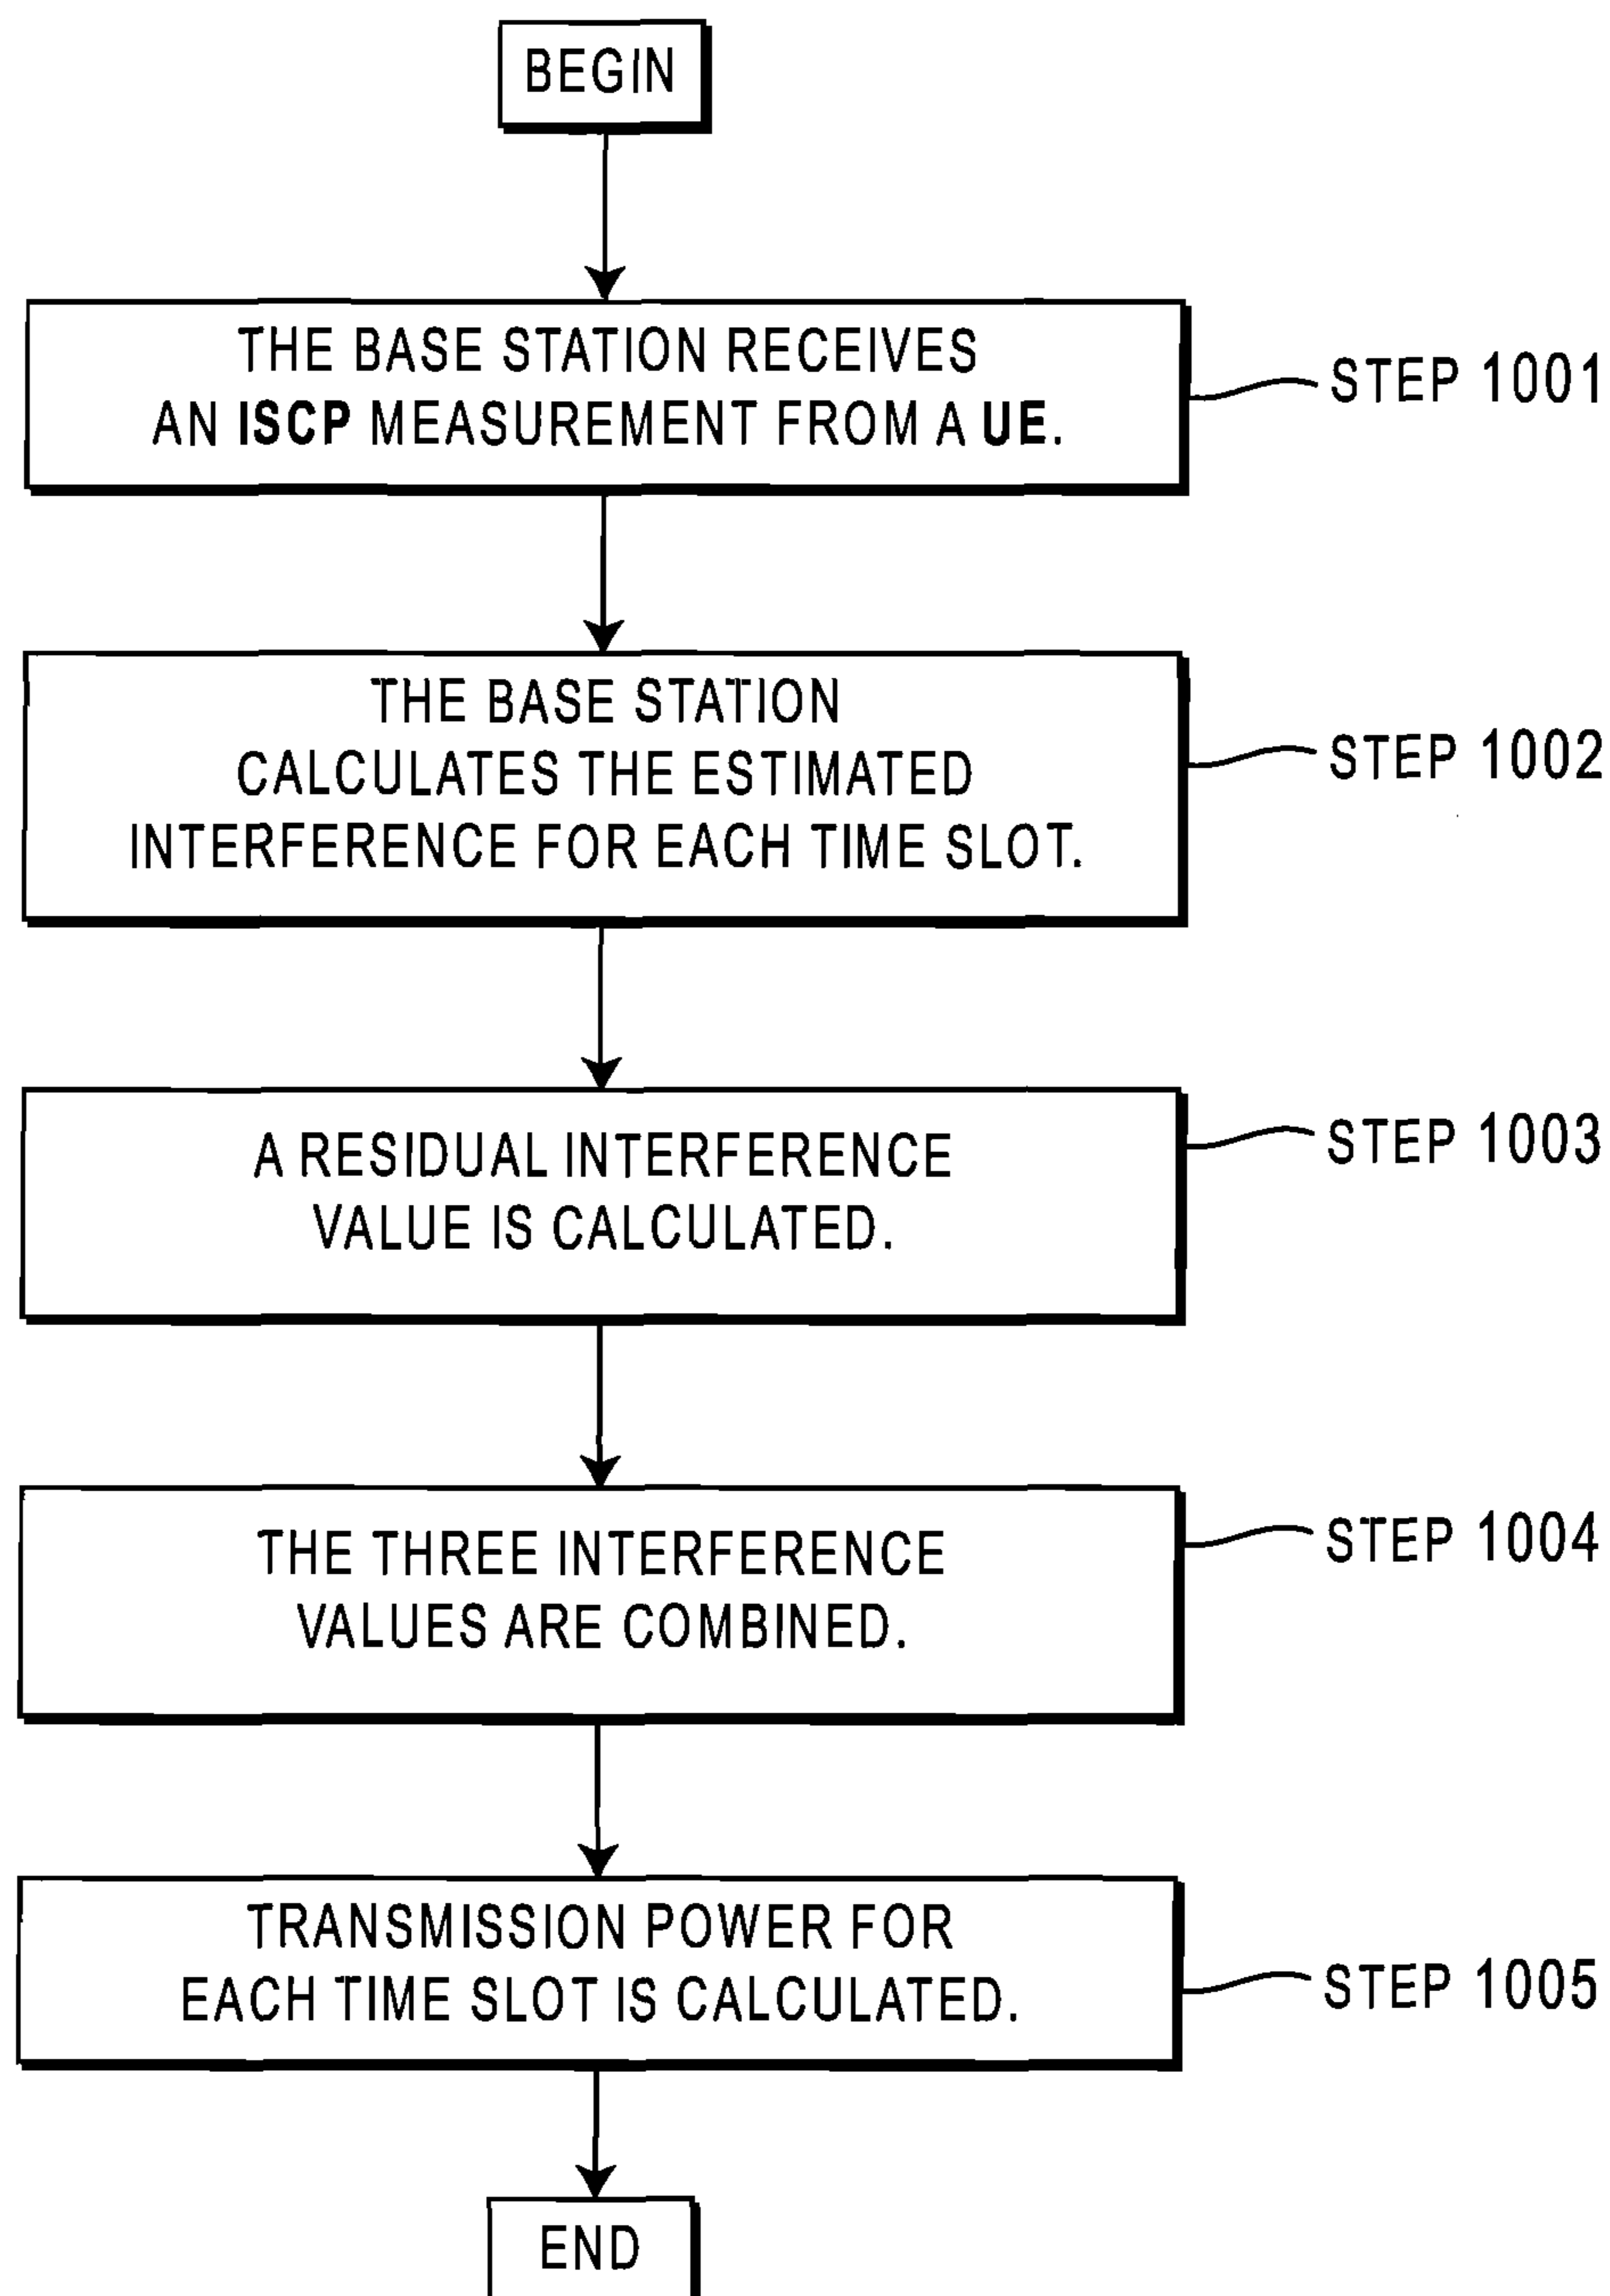 BEGIN
THE BASE STATION RECEIVES
AN ISCP MEASUREMENT FROM A UE.
STEP 1001
THE BASE STATION
CALCULATES THE ESTIMATED
INTERFERENCE FOR EACH TIME SLOT.
STEP 1002
A RESIDUAL INTERFERENCE
VALUE IS CALCULATED.
STEP 1003
THE THREE INTERFERENCE
VALUES ARE COMBINED.
STEP 1004
TRANSMISSION POWER FOR
EACH TIME SLOT IS CALCULATED.
STEP 1005
END